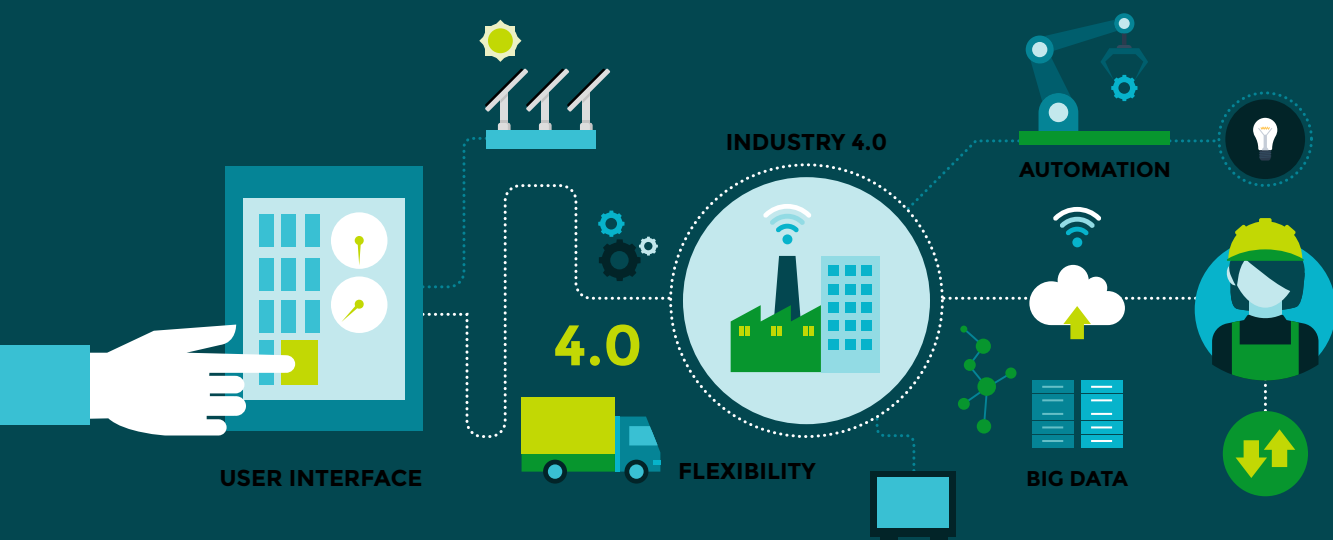 INDUSTRY 4.0
AUTOMATION
4.0
USER INTERFACE
FLEXIBILITY
BIG DATA